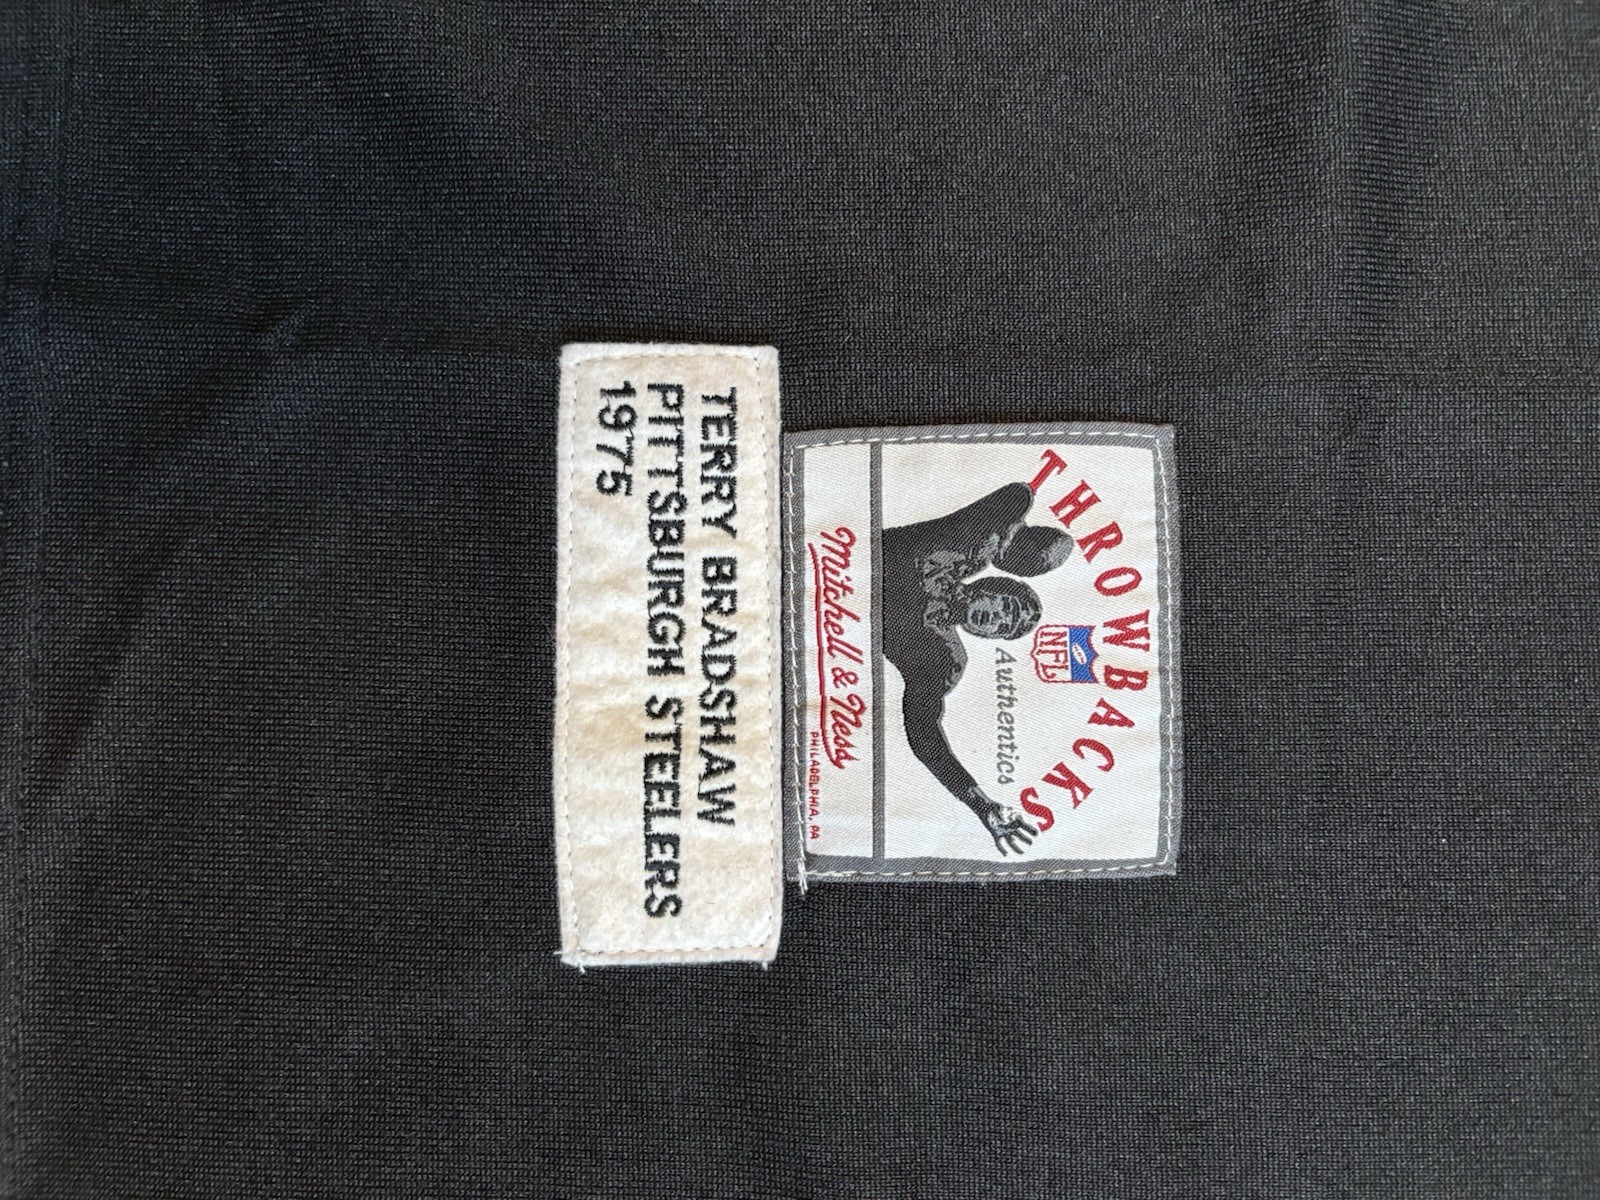 THROWBACKS
NFL
Authentics
Mitchell & Ness
PHILADELPHIA, PA
TERRY BRADSHAW
PITTSBURGH STEELERS
1975